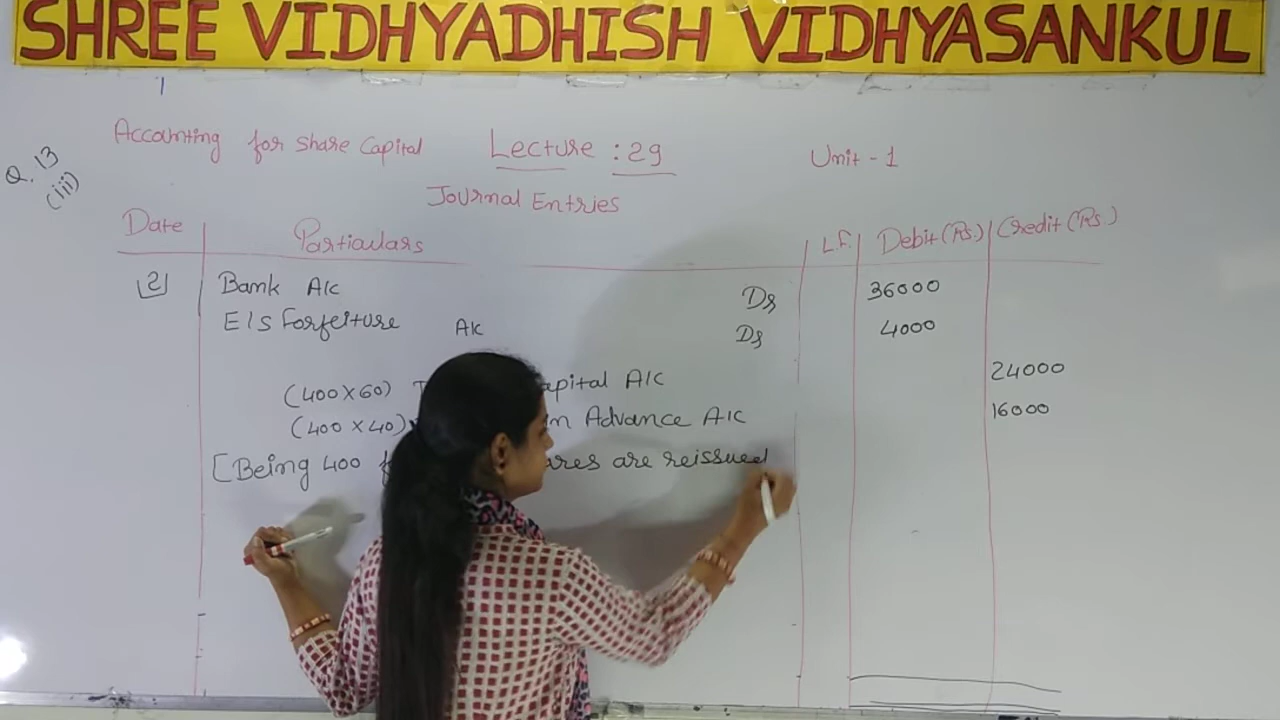 SHREE VIDHYADHISH VIDHYASANKUL
Accounting for share Capital Lecture : 29 Unit - 1
Q. 13 (iii)
Journal Entries
Date Particulars L.F. Debit (Rs.) Credit (Rs.)
2 Bank A/c Dr 36000
E/S Forfeiture A/c Dr 4000
(400 x 60) T apital A/c 24000
(400 x 40) in Advance A/c 16000
[Being 400 f ares are reissued